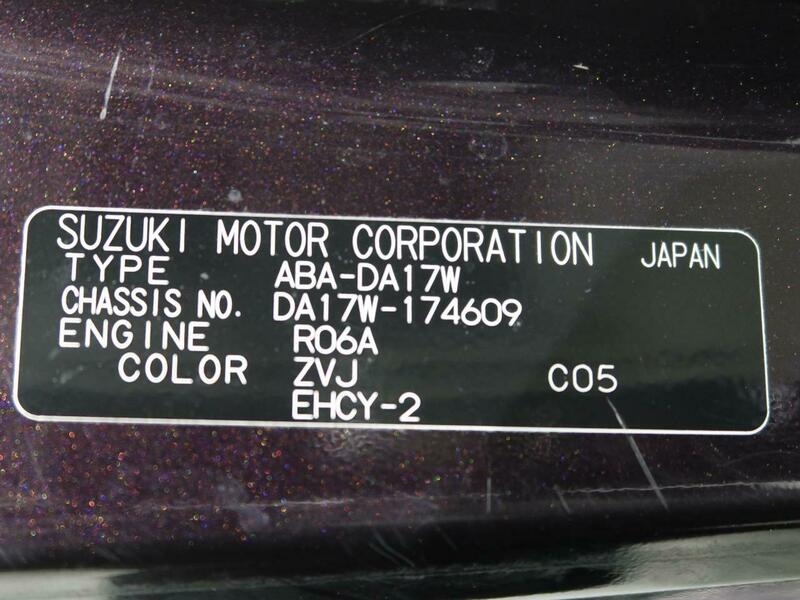 SUZUKI MOTOR CORPORATION JAPAN
TYPE ABA-DA17W
CHASSIS NO. DA17W-174609
ENGINE R06A
COLOR ZVJ C05
EHCY-2